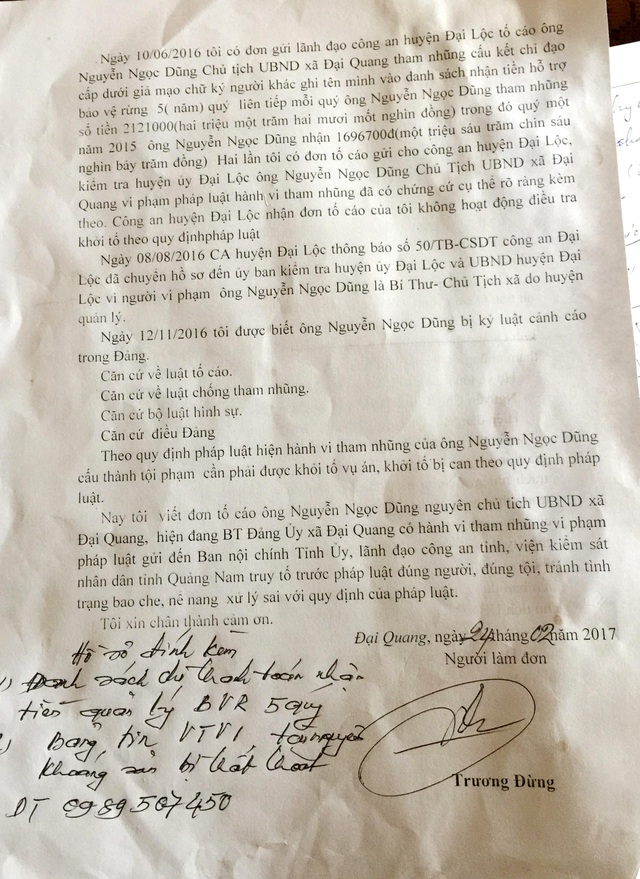 Ngày 10/06/2016 tôi có đơn gửi lãnh đạo công an huyện Đại Lộc tố cáo ông
Nguyễn Ngọc Dũng Chủ tịch UBND xã Đại Quang tham nhũng cấu kết chỉ đạo
cấp dưới giả mạo chữ ký người khác ghi tên mình vào danh sách nhận tiền hỗ trợ
bảo vệ rừng 5( năm) quý liên tiếp mỗi quý ông Nguyễn Ngọc Dũng tham nhũng
số tiền 2121000(hai triệu một trăm hai mươi mốt nghìn đồng) trong đó quý một
năm 2015 ông Nguyễn Ngọc Dũng nhận 1696700đ(một triệu sáu trăm chín sáu
nghìn bảy trăm đồng) Hai lần tôi có đơn tố cáo gửi cho công an huyện Đại Lộc,
kiểm tra huyện ủy Đại Lộc ông Nguyễn Ngọc Dũng Chủ Tịch UBND xã Đại
Quang vi phạm pháp luật hành vi tham nhũng đã có chứng cứ cụ thể rõ ràng kèm
theo. Công an huyện Đại Lộc nhận đơn tố cáo của tôi không hoạt động điều tra
khởi tố theo quy địnhpháp luật
Ngày 08/08/2016 CA huyện Đại Lộc thông báo số 50/TB-CSĐT công an Đại
Lộc đã chuyển hồ sơ đến ủy ban kiểm tra huyện ủy Đại Lộc và UBND huyện Đại
Lộc vì người vi phạm ông Nguyễn Ngọc Dũng là Bí Thư- Chủ Tịch xã do huyện
quản lý.
Ngày 12/11/2016 tôi được biết ông Nguyễn Ngọc Dũng bị kỷ luật cảnh cáo
trong Đảng.
Căn cứ về luật tố cáo.
Căn cứ về luật chống tham nhũng.
Căn cứ bộ luật hình sự.
Căn cứ điều Đảng
Theo quy định pháp luật hiện hành vi tham nhũng của ông Nguyễn Ngọc Dũng
cấu thành tội phạm cần phải được khởi tố vụ án, khởi tố bị can theo quy định pháp
luật.
Nay tôi viết đơn tố cáo ông Nguyễn Ngọc Dũng nguyên chủ tich UBND xã
Đại Quang, hiện đang BT Đảng Ủy xã Đại Quang có hành vi tham nhũng vi phạm
pháp luật gửi đến Ban nội chính Tỉnh Ủy, lãnh đạo công an tỉnh, viện kiểm sát
nhân dân tỉnh Quảng Nam truy tố trước pháp luật đúng người, đúng tội, tránh tình
trạng bao che, nể nang xử lý sai với quy định của pháp luật.
Tôi xin chân thành cảm ơn.
Đại Quang, ngày 24 tháng 02 năm 2017
Người làm đơn
Hồ sơ đính kèm
1) Danh sách chi thanh toán nhận
tiền quản lý BVR 5 quý
2) Bảng tin VTV1, tài nguyên
khoáng sản bị thất thoát
ĐT 0989567450
Trương Đừng